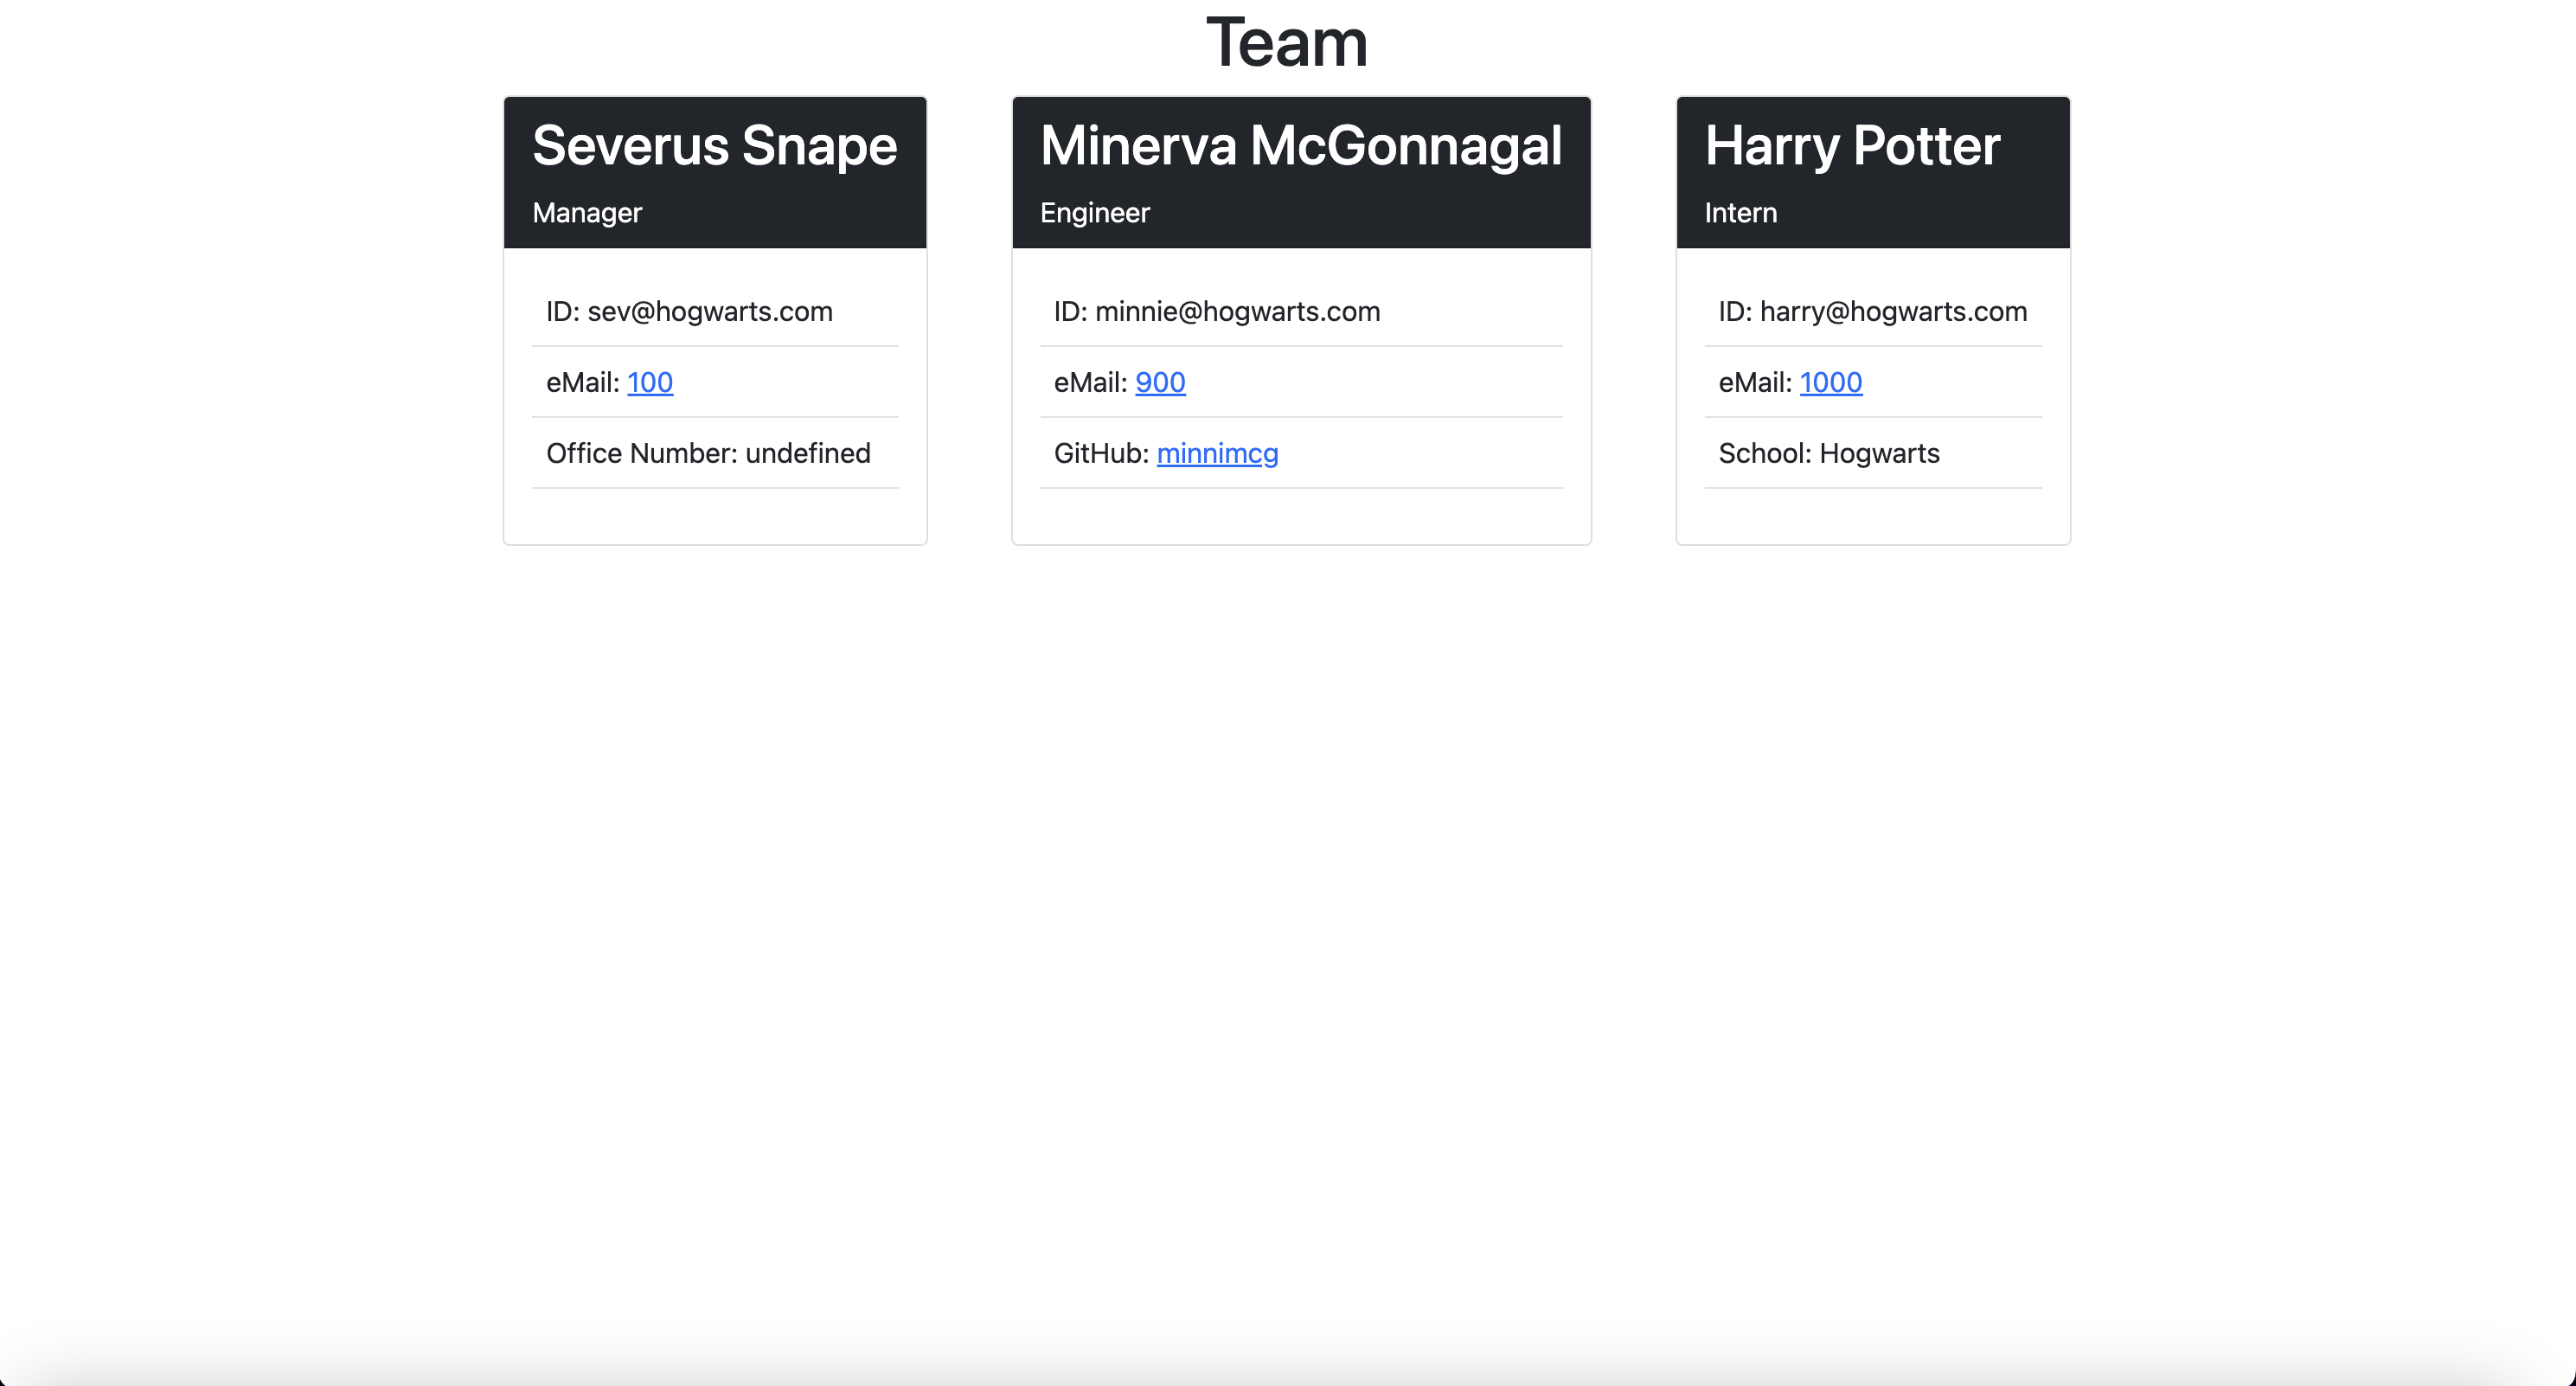 Team
Severus Snape
Manager
ID: sev@hogwarts.com
eMail: 100
Office Number: undefined
Minerva McGonnagal
Engineer
ID: minnie@hogwarts.com
eMail: 900
GitHub: minnimcg
Harry Potter
Intern
ID: harry@hogwarts.com
eMail: 1000
School: Hogwarts